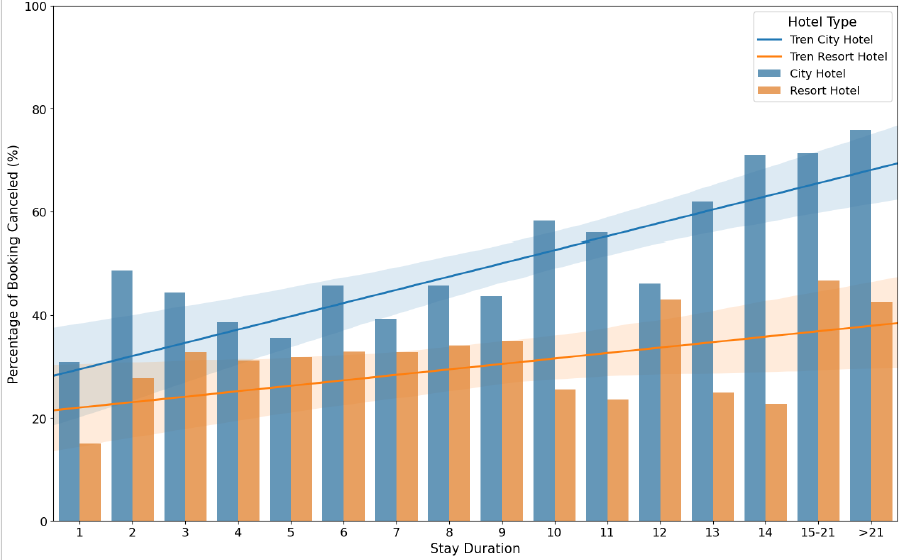 100
80
60
40
20
0
Percentage of Booking Canceled (%)
Hotel Type
Tren City Hotel
Tren Resort Hotel
City Hotel
Resort Hotel
1 2 3 4 5 6 7 8 9 10 11 12 13 14 15-21 >21
Stay Duration